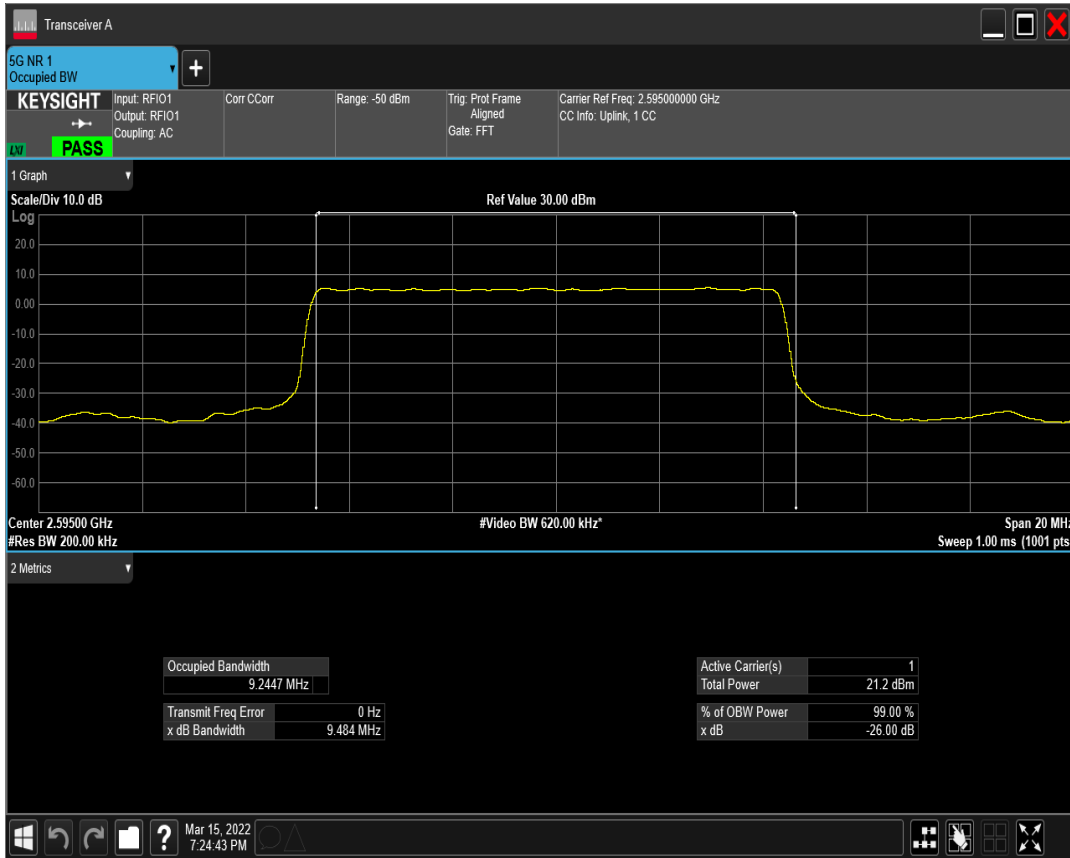 Transceiver A
5G NR 1
Occupied BW
KEYSIGHT
LXI
PASS
Input: RFIO1
Output: RFIO1
Coupling: AC
Corr CCorr
Range: -50 dBm
Trig: Prot Frame
Aligned
Gate: FFT
Carrier Ref Freq: 2.595000000 GHz
CC Info: Uplink, 1 CC
1 Graph
Scale/Div 10.0 dB
Ref Value 30.00 dBm
Log
20.0
10.0
0.00
-10.0
-20.0
-30.0
-40.0
-50.0
-60.0
Center 2.59500 GHz
#Video BW 620.00 kHz*
Span 20 MHz
#Res BW 200.00 kHz
Sweep 1.00 ms (1001 pts
2 Metrics
Occupied Bandwidth
9.2447 MHz
Transmit Freq Error 0 Hz
x dB Bandwidth 9.484 MHz
Active Carrier(s) 1
Total Power 21.2 dBm
% of OBW Power 99.00 %
x dB -26.00 dB
?
Mar 15, 2022
7:24:43 PM